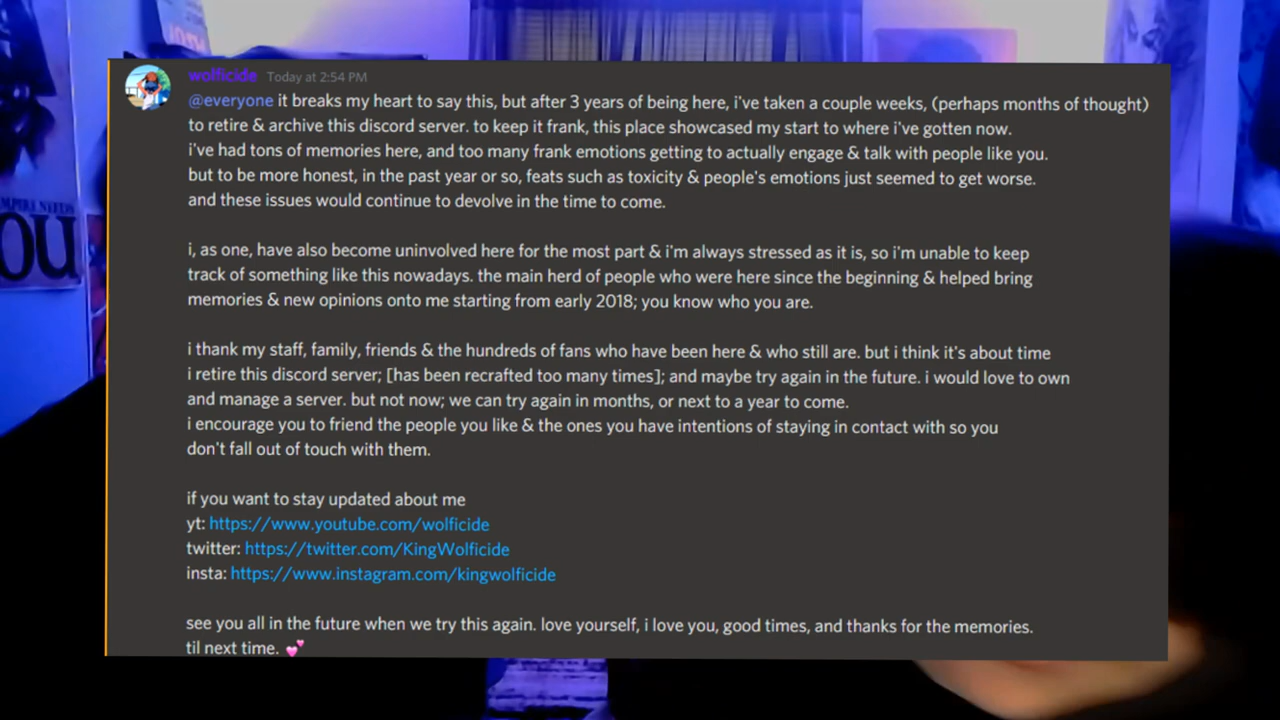 JOSH
MPIRE NEEDS
OU
wolficide Today at 2:54 PM
@everyone it breaks my heart to say this, but after 3 years of being here, i've taken a couple weeks, (perhaps months of thought)
to retire & archive this discord server. to keep it frank, this place showcased my start to where i've gotten now.
i've had tons of memories here, and too many frank emotions getting to actually engage & talk with people like you.
but to be more honest, in the past year or so, feats such as toxicity & people's emotions just seemed to get worse.
and these issues would continue to devolve in the time to come.
i, as one, have also become uninvolved here for the most part & i'm always stressed as it is, so i'm unable to keep
track of something like this nowadays. the main herd of people who were here since the beginning & helped bring
memories & new opinions onto me starting from early 2018; you know who you are.
i thank my staff, family, friends & the hundreds of fans who have been here & who still are. but i think it's about time
i retire this discord server; [has been recrafted too many times]; and maybe try again in the future. i would love to own
and manage a server. but not now; we can try again in months, or next to a year to come.
i encourage you to friend the people you like & the ones you have intentions of staying in contact with so you
don't fall out of touch with them.
if you want to stay updated about me
yt: https://www.youtube.com/wolficide
twitter: https://twitter.com/KingWolficide
insta: https://www.instagram.com/kingwolficide
see you all in the future when we try this again. love yourself, i love you, good times, and thanks for the memories.
til next time. 💕